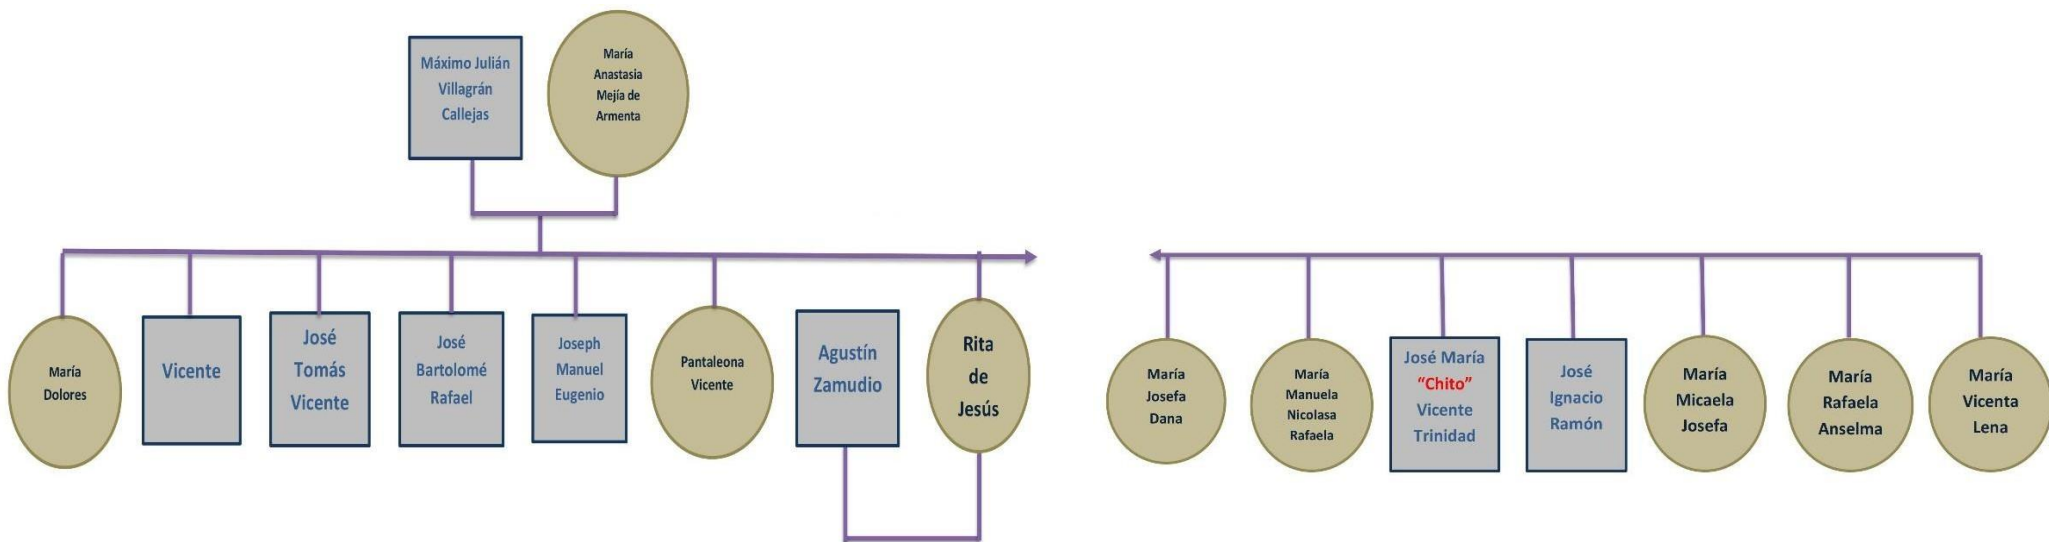 Máximo Julián
Villagrán
Callejas
María
Anastasia
Mejía de
Armenta
María
Dolores
Vicente
José
Tomás
Vicente
José
Bartolomé
Rafael
Joseph
Manuel
Eugenio
Pantaleona
Vicente
Agustín
Zamudio
Rita
de
Jesús
María
Josefa
Dana
María
Manuela
Nicolasa
Rafaela
José María
“Chito”
Vicente
Trinidad
José
Ignacio
Ramón
María
Micaela
Josefa
María
Rafaela
Anselma
María
Vicenta
Lena